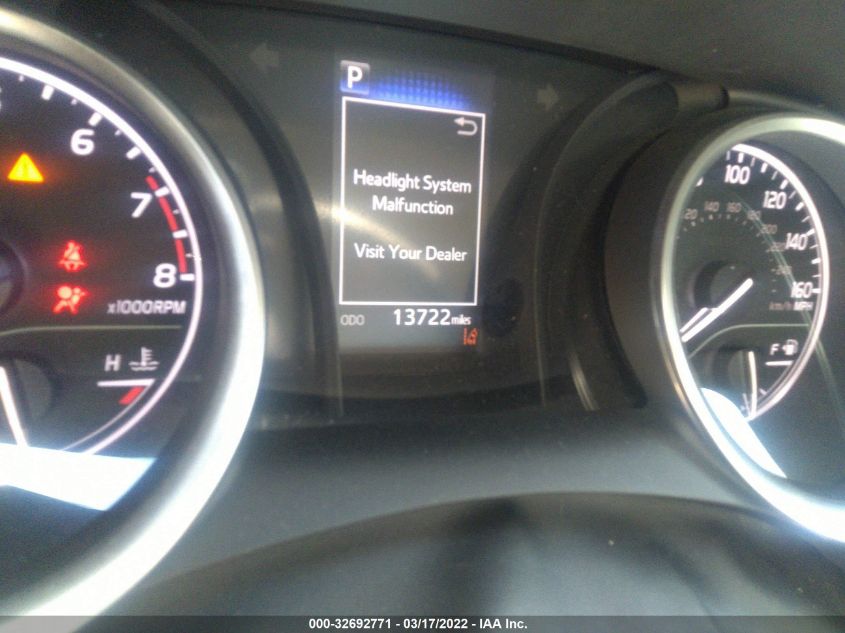 P
Headlight System
Malfunction
Visit Your Dealer
ODO 13722 miles
6
7
8
x1000RPM
H
100
120
140
160
km/h MPH
F
000-32692771 - 03/17/2022 - IAA Inc.